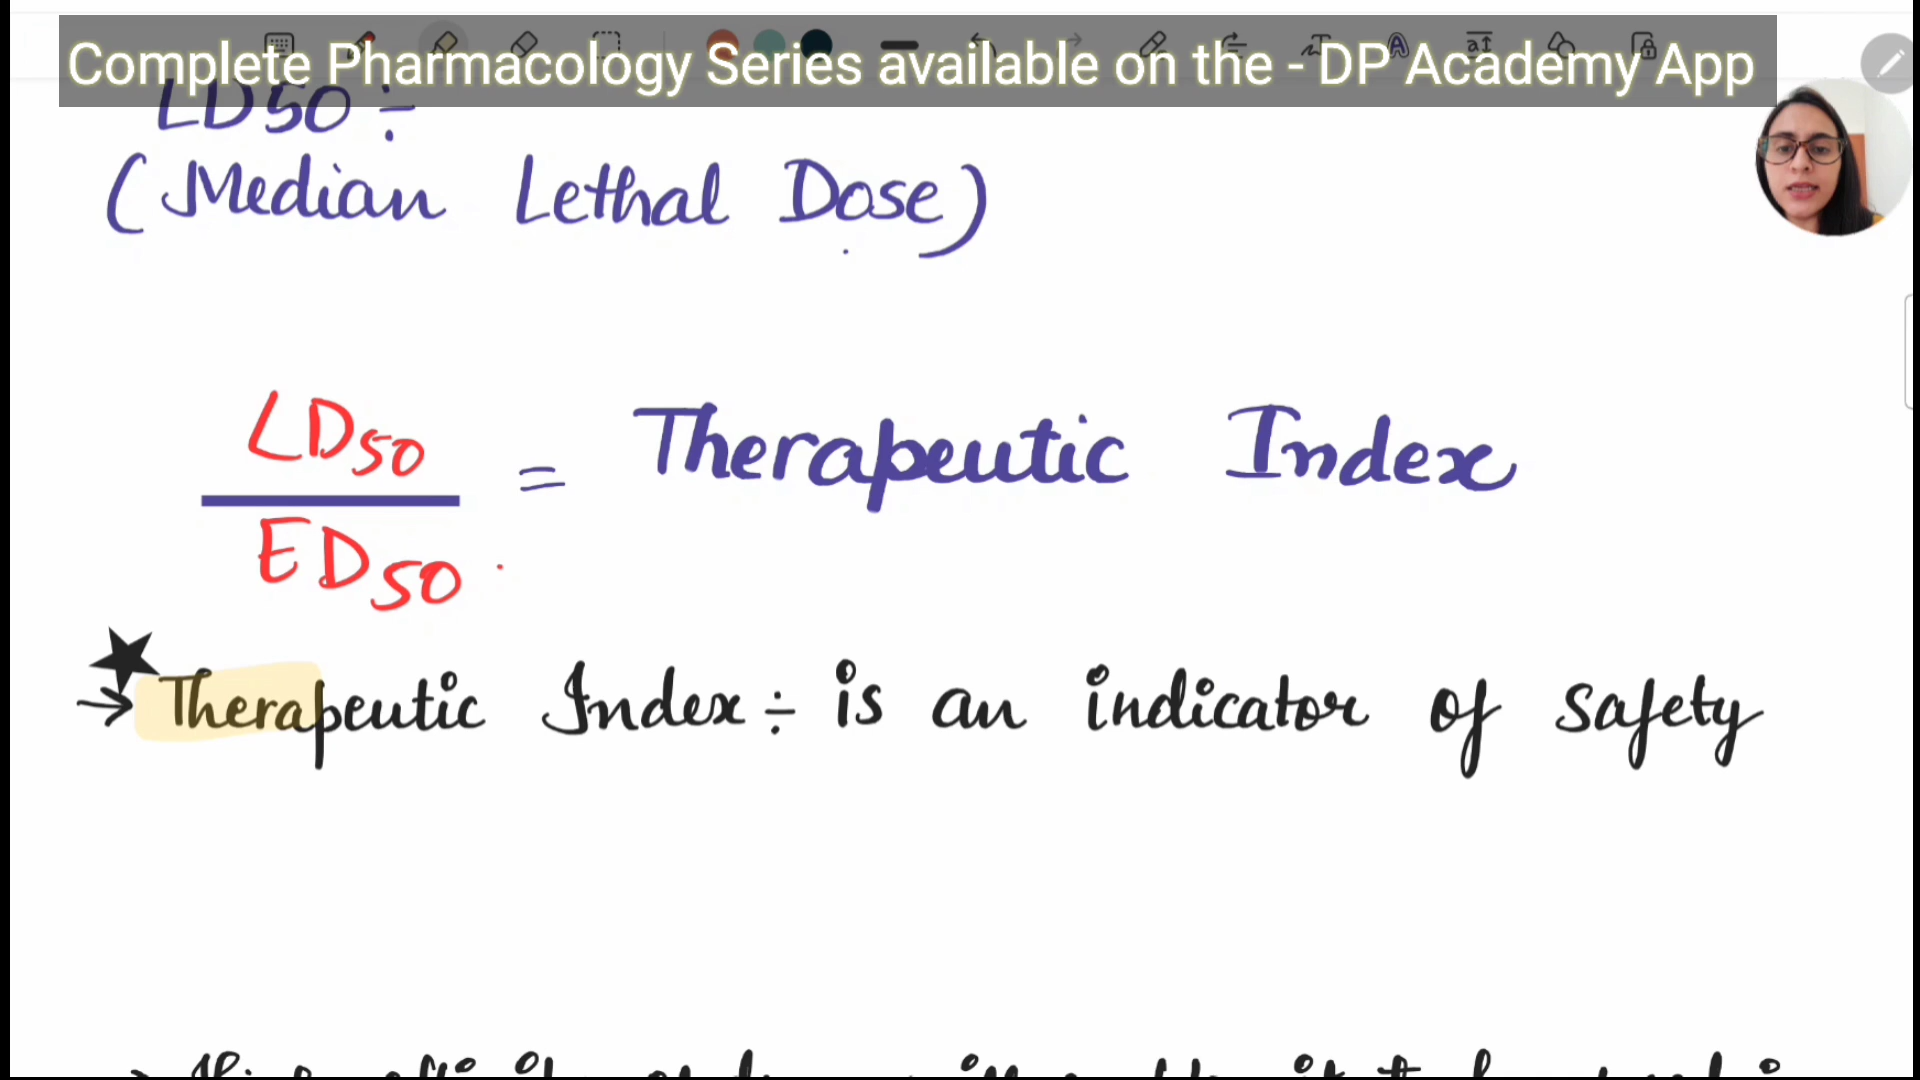 Complete Pharmacology Series available on the - DP Academy App
LD50 ÷
(Median Lethal Dose)
LD50
ED50
= Therapeutic Index
→ Therapeutic Index ÷ is an indicator of safety